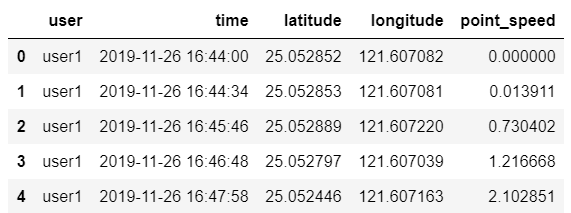 user time latitude longitude point_speed
0 user1 2019-11-26 16:44:00 25.052852 121.607082 0.000000
1 user1 2019-11-26 16:44:34 25.052853 121.607081 0.013911
2 user1 2019-11-26 16:45:46 25.052889 121.607220 0.730402
3 user1 2019-11-26 16:46:48 25.052797 121.607039 1.216668
4 user1 2019-11-26 16:47:58 25.052446 121.607163 2.102851